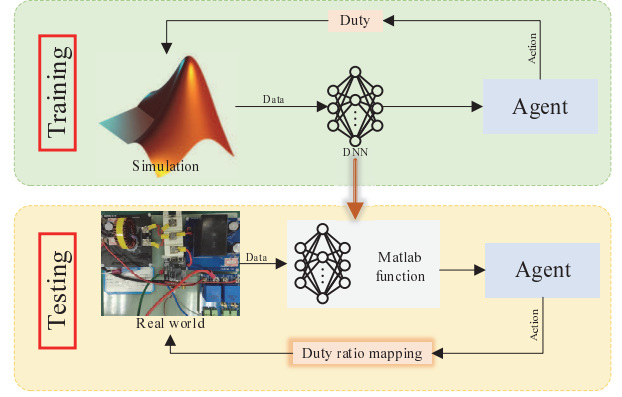 Duty
Training
Action
Data
Agent
Simulation
DNN
Testing
Data
Matlab
function
Agent
Real world
Action
Duty ratio mapping